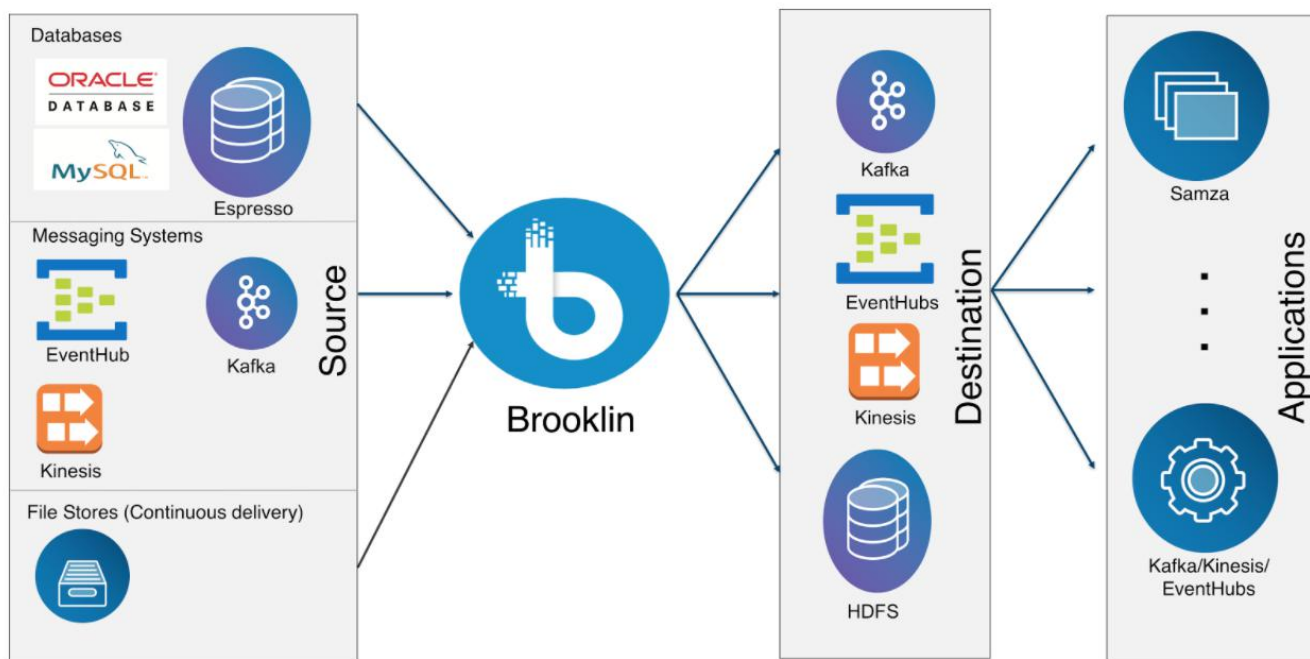 Databases
ORACLE
DATABASE
MySQL
Espresso
Messaging Systems
EventHub
Kafka
Kinesis
File Stores (Continuous delivery)
Source
Brooklin
Kafka
EventHubs
Kinesis
HDFS
Destination
Samza
Kafka/Kinesis/
EventHubs
Applications